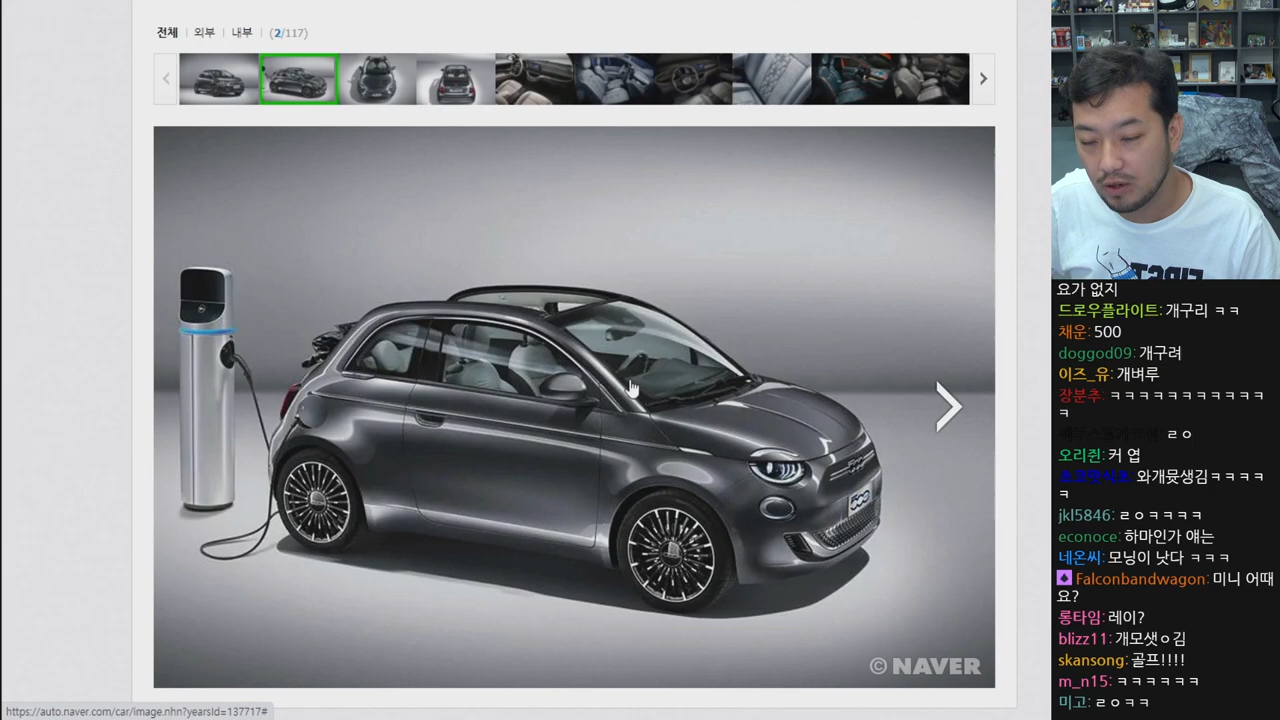 전체 | 외부 | 내부 | (2/117)
500
© NAVER
https://auto.naver.com/car/image.nhn?yearsId=137717#
요가 없지
드로우플라이트: 개구리 ㅋㅋ
채운: 500
doggod09: 개구려
이즈_유: 개벼루
장분추: ㅋㅋㅋㅋㅋㅋㅋㅋㅋㅋㅋ
ㅋ
ㄹㅇ
오리쥔: 커 엽
와개뮷생김ㅋㅋㅋㅋ
ㅋ
jkl5846: ㄹㅇㅋㅋㅋㅋ
econoce: 하마인가 얘는
네온씨: 모닝이 낫다 ㅋㅋㅋ
Falconbandwagon: 미니 어때
요?
롱타임: 레이?
blizz11: 개모샛ㅇ김
skansong: 골프!!!!
m_n15: ㅋㅋㅋㅋㅋㅋ
미고: ㄹㅇㅋㅋ